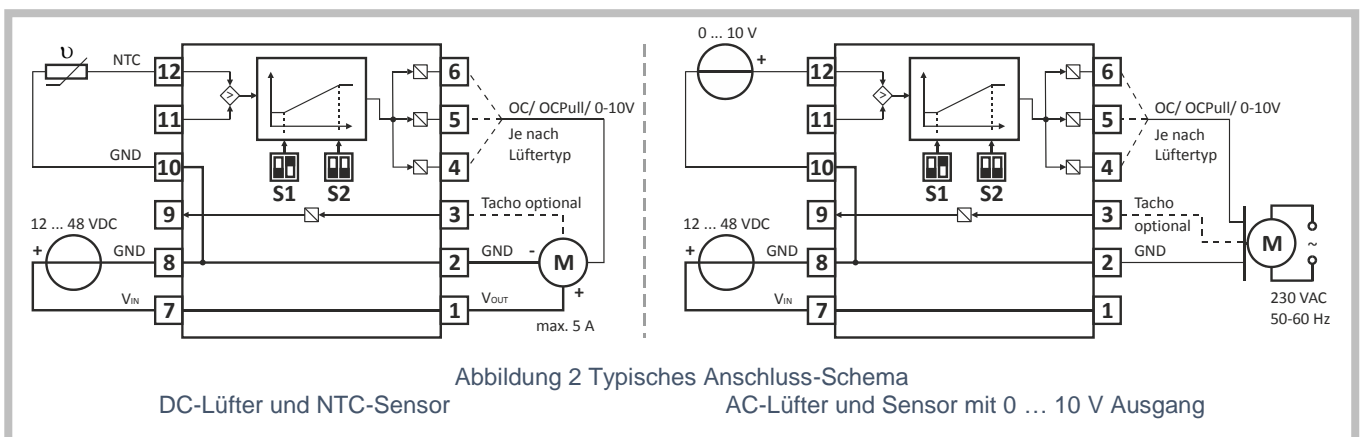 υ
NTC
12
11
GND
10
9
12 ... 48 VDC
+
GND
8
VIN
7
>
S1
S2
6
5
4
OC/ OCPull/ 0-10V
Je nach
Lüftertyp
3
Tacho optional
2
GND
-
M
+
1
VOUT
max. 5 A
0 ... 10 V
+
12
11
10
9
12 ... 48 VDC
+
GND
8
VIN
7
>
S1
S2
6
5
4
OC/ OCPull/ 0-10V
Je nach
Lüftertyp
3
Tacho
optional
2
GND
M
~
1
230 VAC
50-60 Hz
Abbildung 2 Typisches Anschluss-Schema
DC-Lüfter und NTC-Sensor
AC-Lüfter und Sensor mit 0 … 10 V Ausgang